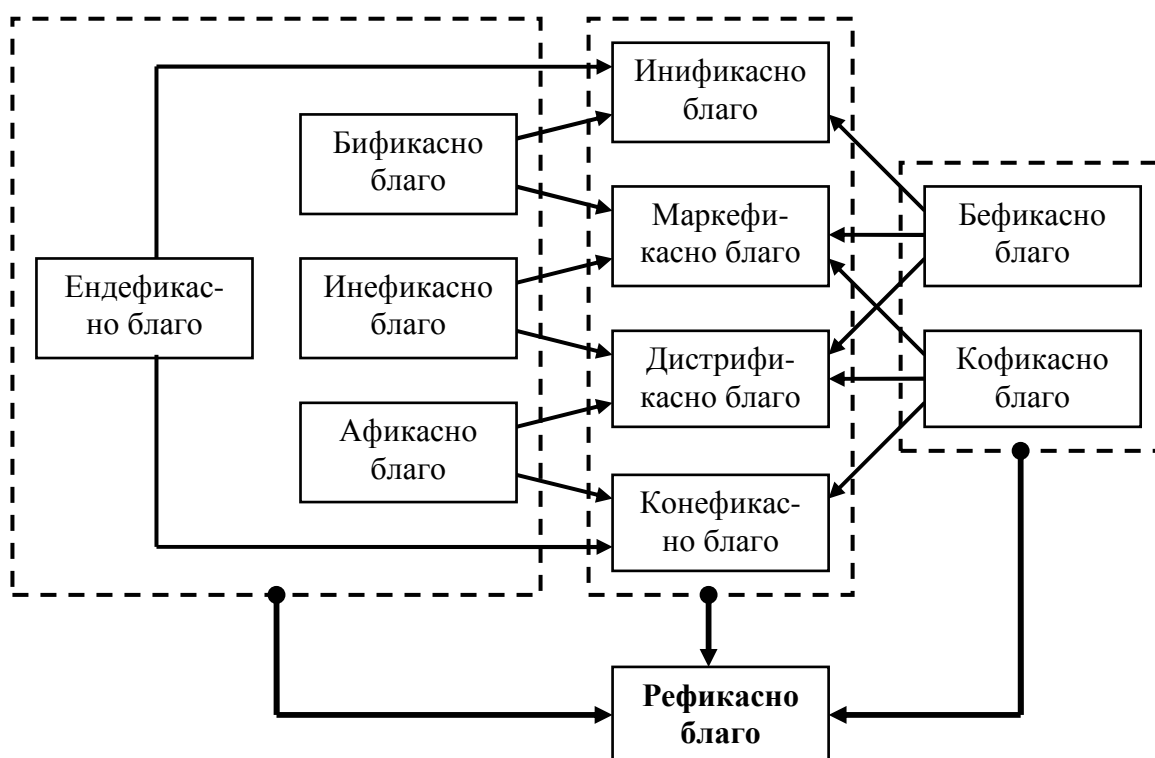 Инификасно
благо
Бификасно
благо
Маркефи-
касно благо
Бефикасно
благо
Ендефикас-
но благо
Инефикасно
благо
Дистрифи-
касно благо
Кофикасно
благо
Афикасно
благо
Конефикас-
но благо
Рефикасно
благо